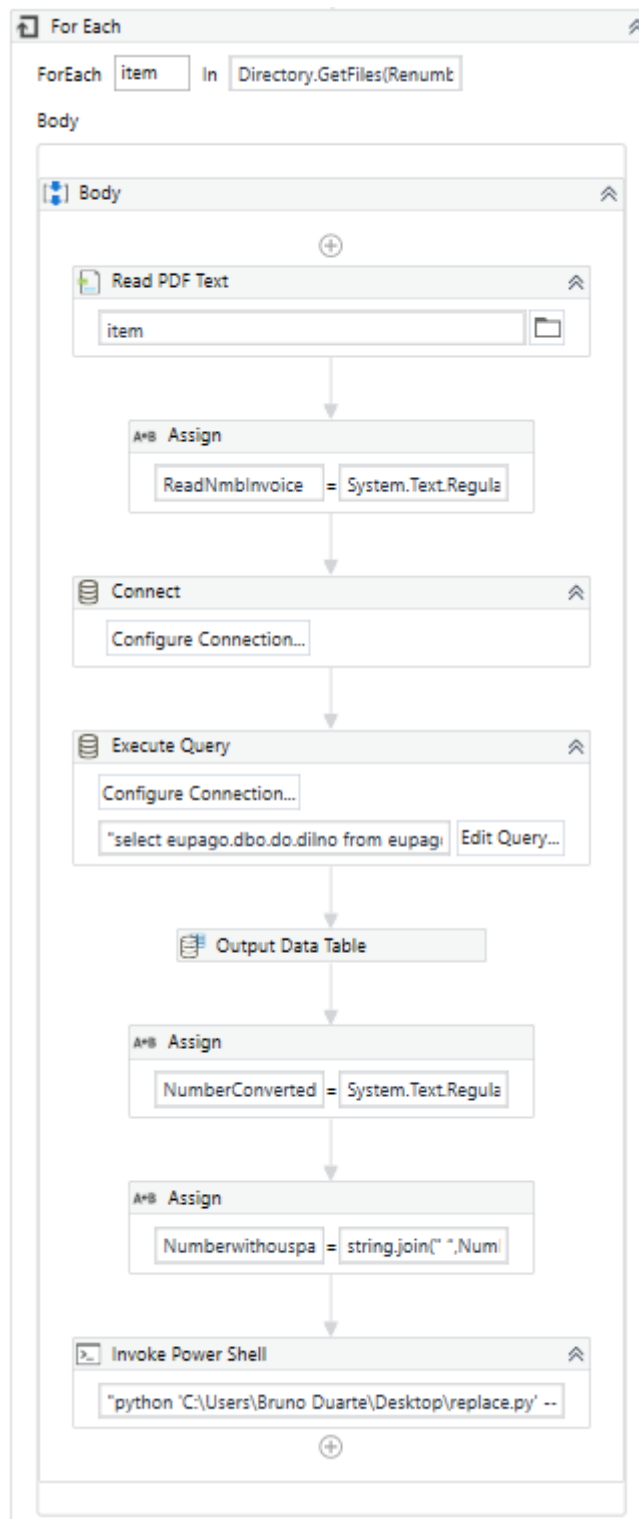 For Each
ForEach item In Directory.GetFiles(Renumb
Body
Body
Read PDF Text
item
A+B Assign
ReadNmbInvoice = System.Text.Regula
Connect
Configure Connection...
Execute Query
Configure Connection...
"select eupago.dbo.do.dilno from eupago Edit Query...
Output Data Table
A+B Assign
NumberConverted = System.Text.Regula
A+B Assign
Numberwithouspa = string.join(" ",Num
Invoke Power Shell
"python 'C:\Users\Bruno Duarte\Desktop\replace.py' --